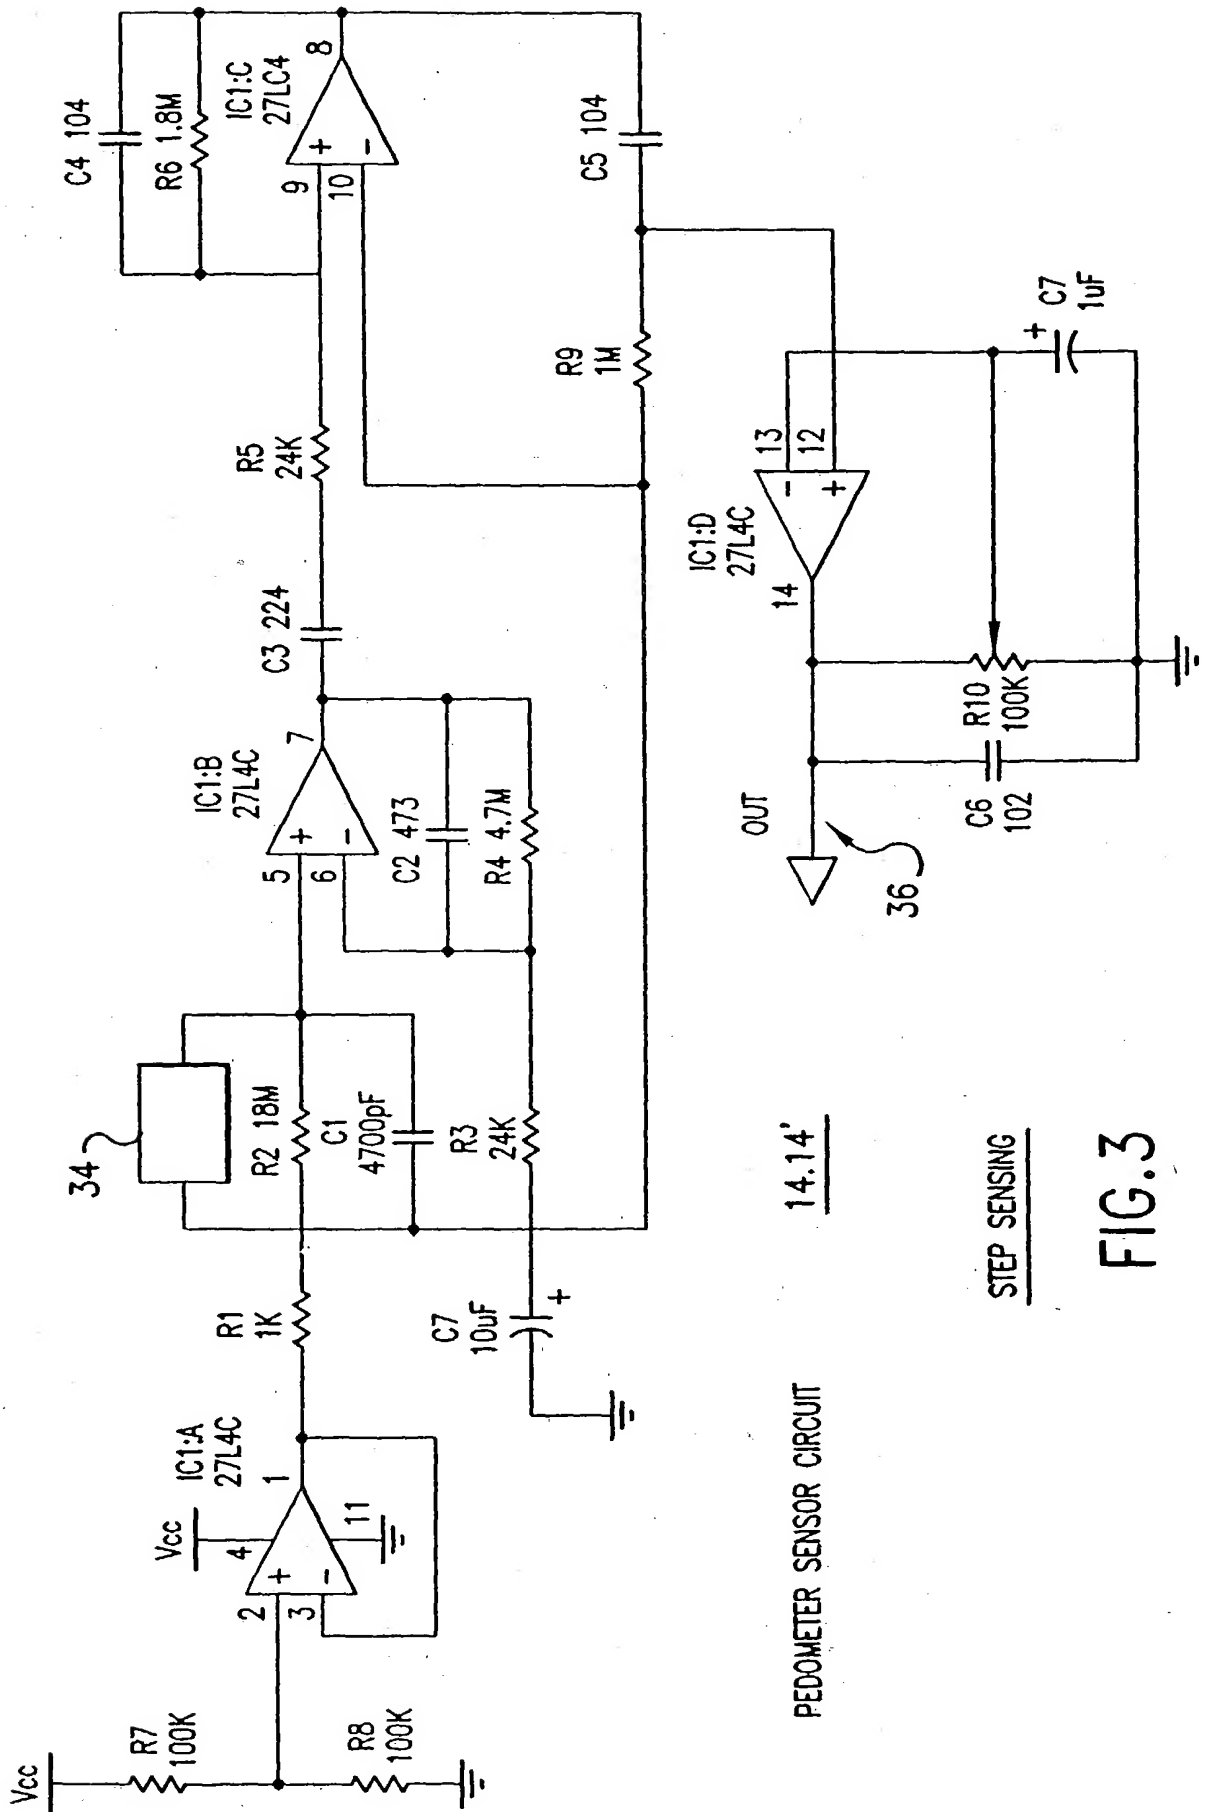 Vcc
R7
100K
R8
100K
Vcc
4
2
+
3
-
IC1:A
27L4C
1
11
R1
1K
34
R2 18M
C1
4700pF
C7
10uF
+
R3
24K
5
+
6
-
IC1:B
27L4C
7
C2 473
R4 4.7M
C3 224
R5
24K
C4 104
R6 1.8M
9
+
10
-
IC1:C
27LC4
8
C5 104
R9
1M
OUT
36
IC1:D
27L4C
14
13
-
12
+
C6
102
R10
100K
C7
1uF
+
14.14'
PEDOMETER SENSOR CIRCUIT
STEP SENSING
FIG.3